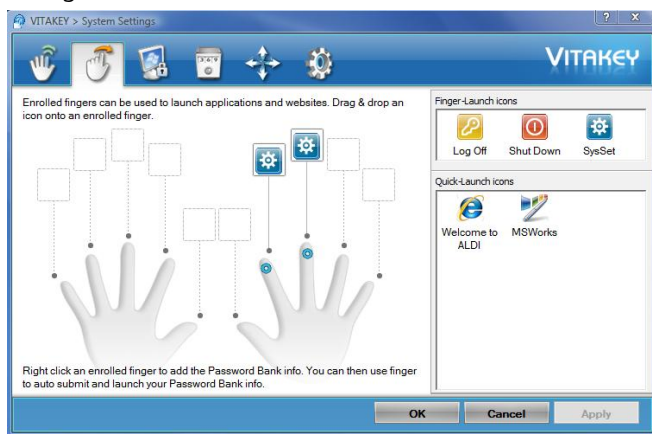 VITAKEY > System Settings
VITAKEY
Enrolled fingers can be used to launch applications and websites. Drag & drop an
icon onto an enrolled finger.
Finger-Launch icons
Log Off
Shut Down
SysSet
Quick-Launch icons
Welcome to
ALDI
MSWorks
Right click an enrolled finger to add the Password Bank info. You can then use finger
to auto submit and launch your Password Bank info.
OK
Cancel
Apply